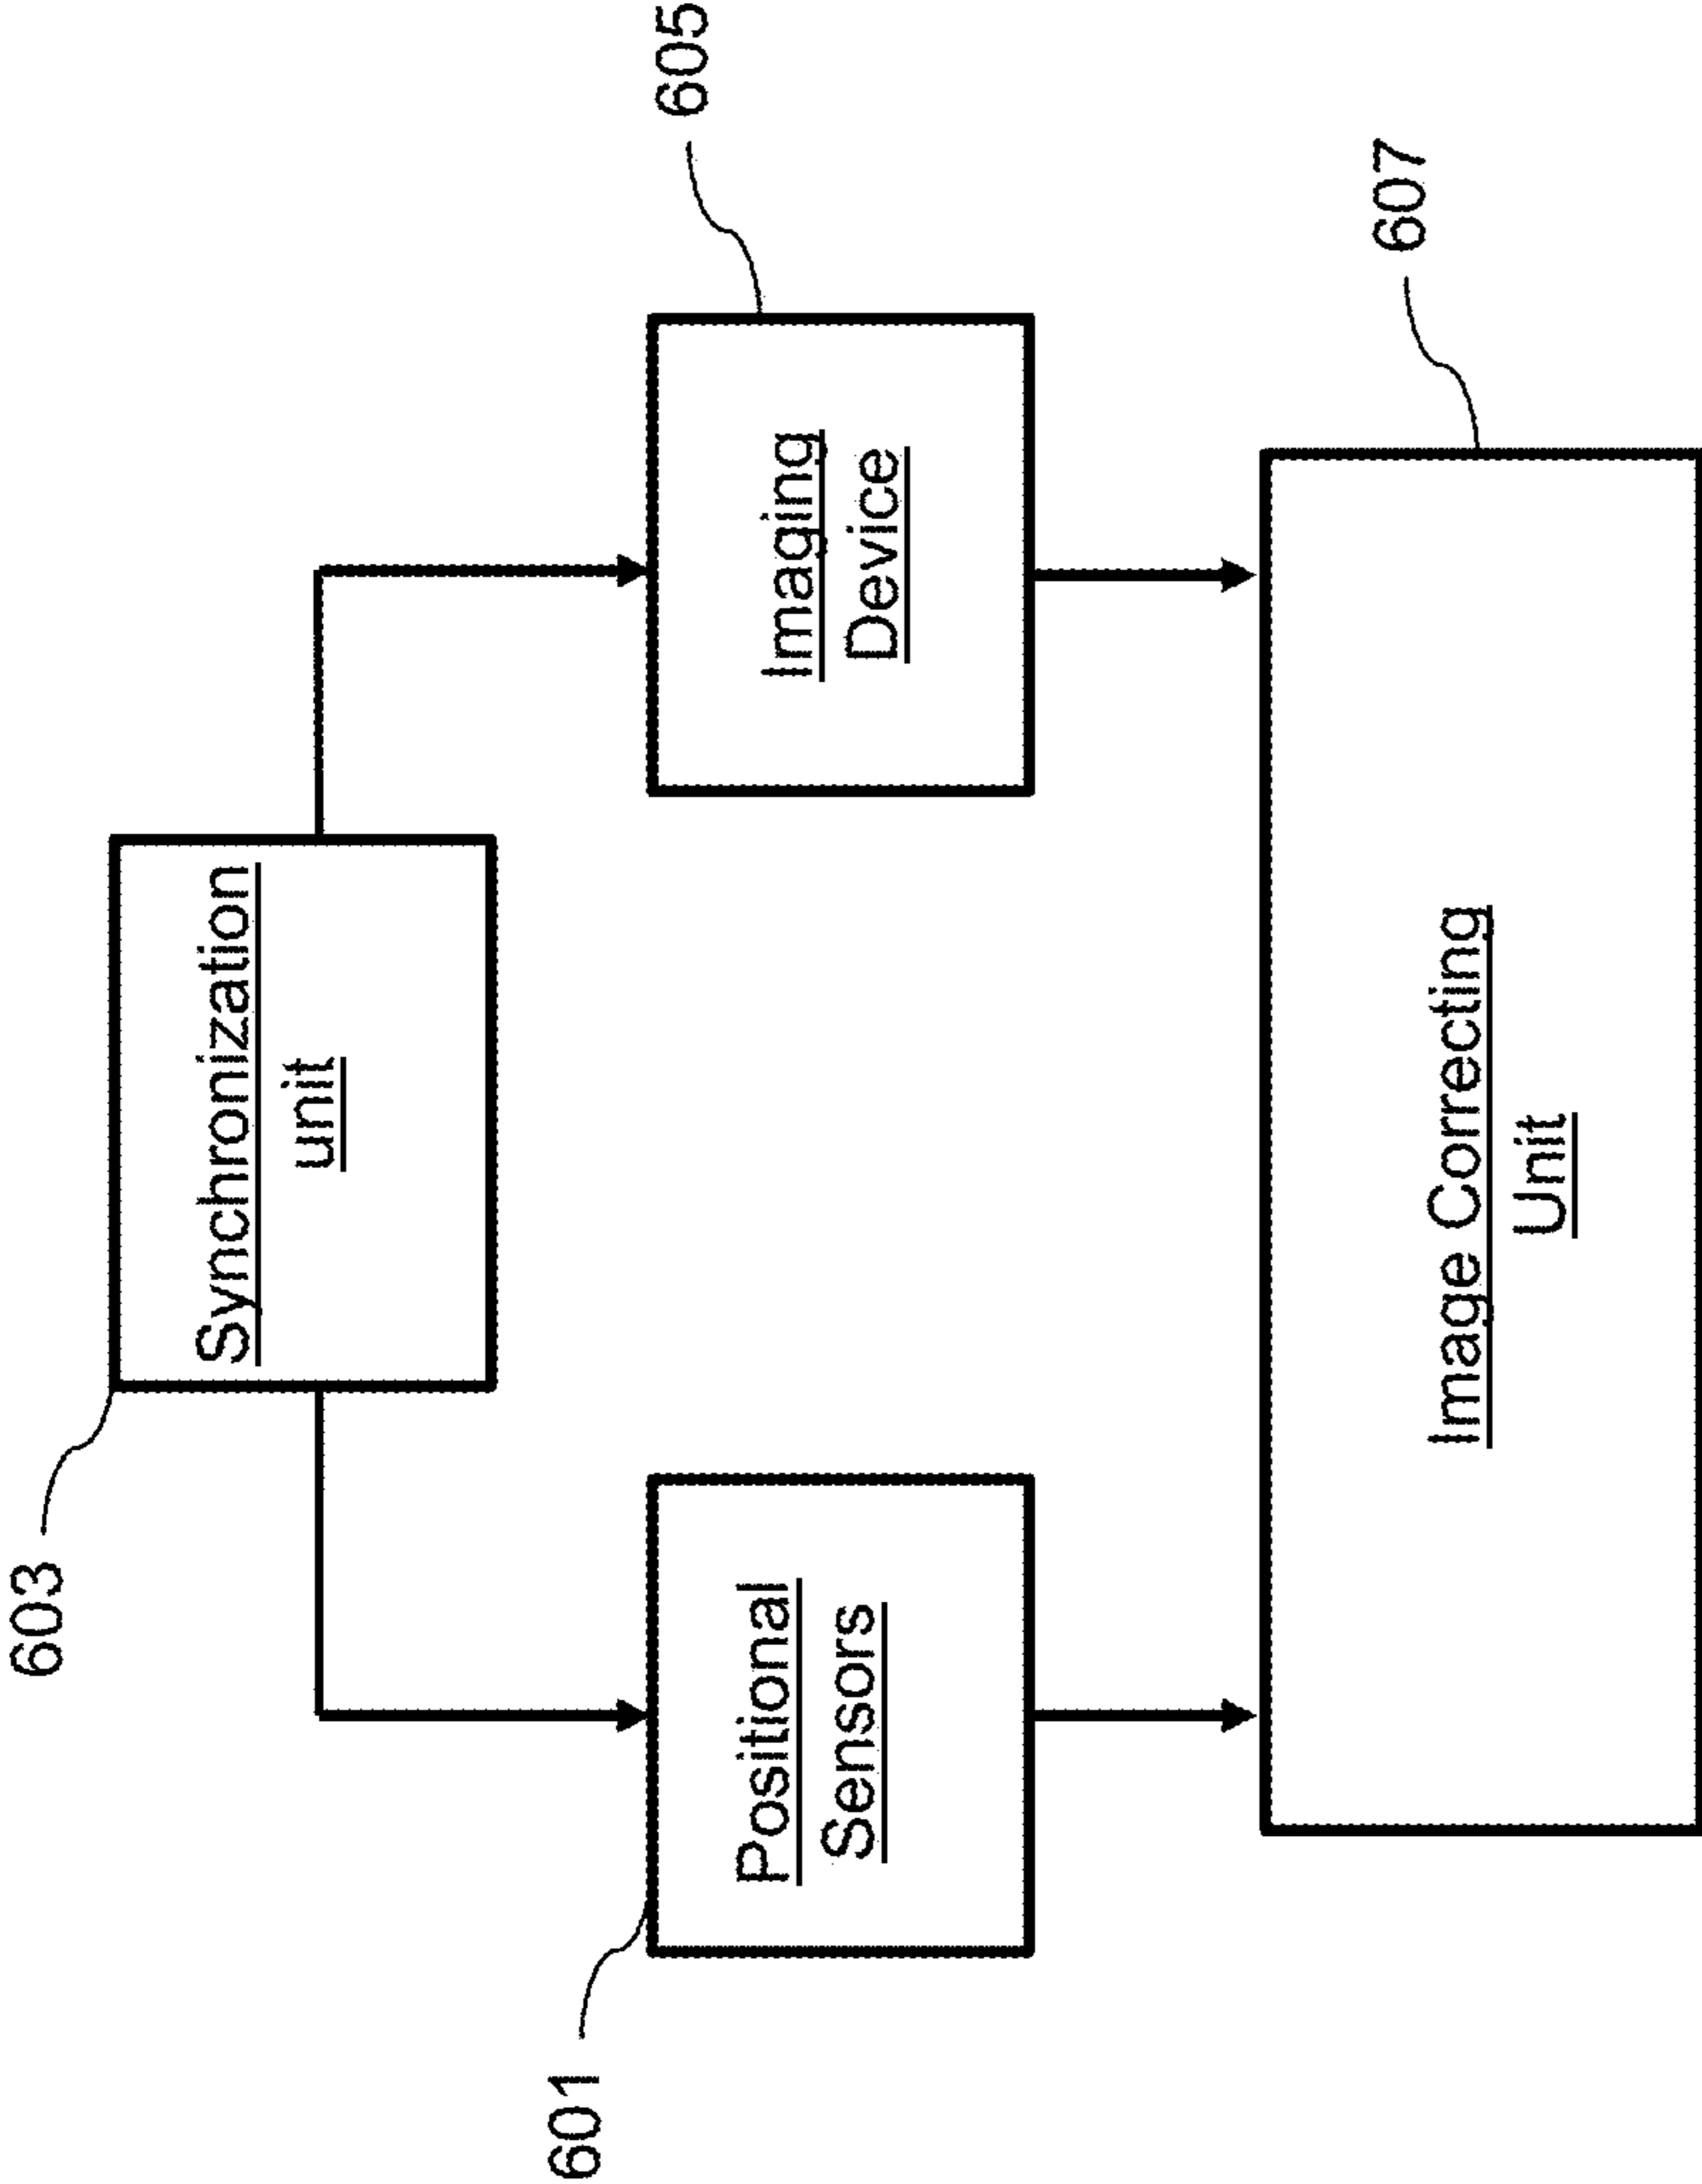 603
Synchronization
unit
601
Positional
Sensors
Imaging
Device
605
Image Correcting
Unit
607